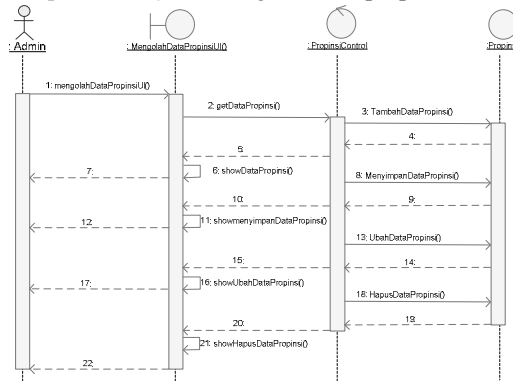 : Admin
: MengolahDataPropinsiUI()
: PropinsiControl
1: mengolahDataPropinsiUI()
2: getDataPropinsi()
3: TambahDataPropinsi()
4:
5:
6: showDataPropinsi()
7:
8: MenyimpanDataPropinsi()
9:
10:
11: showmenyimpanDataPropinsi()
12:
13: UbahDataPropinsi()
14:
15:
16: showUbahDataPropinsi()
17:
18: HapusDataPropinsi()
19:
20:
21: showHapusDataPropinsi()
22: